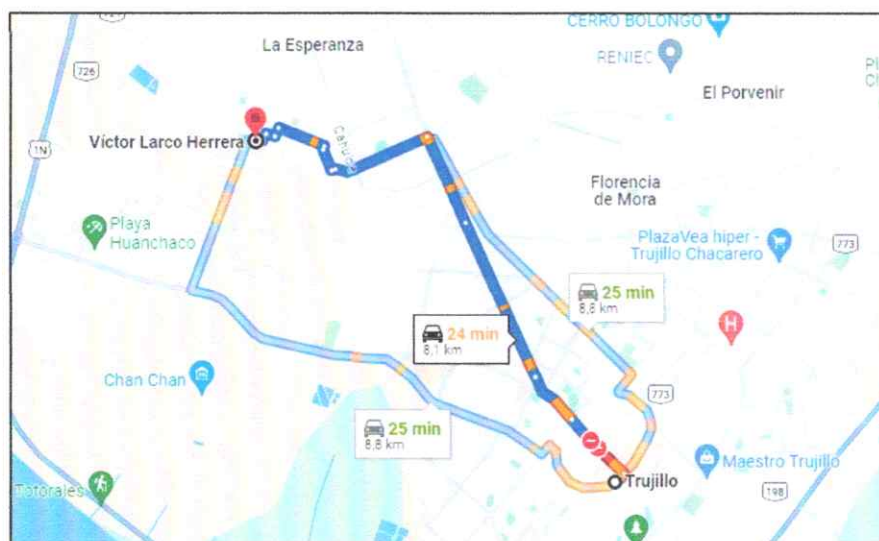 CERRO BOLONGO
La Esperanza
RENIEC
726
El Porvenir
Víctor Larco Herrera
1N
Florencia
de Mora
Playa
Huanchaco
PlazaVea hiper -
Trujillo Chacarero
773
25 min
8,8 km
24 min
8,1 km
H
Chan Chan
773
25 min
8,8 km
Maestro Trujillo
Trujillo
Totorales
198